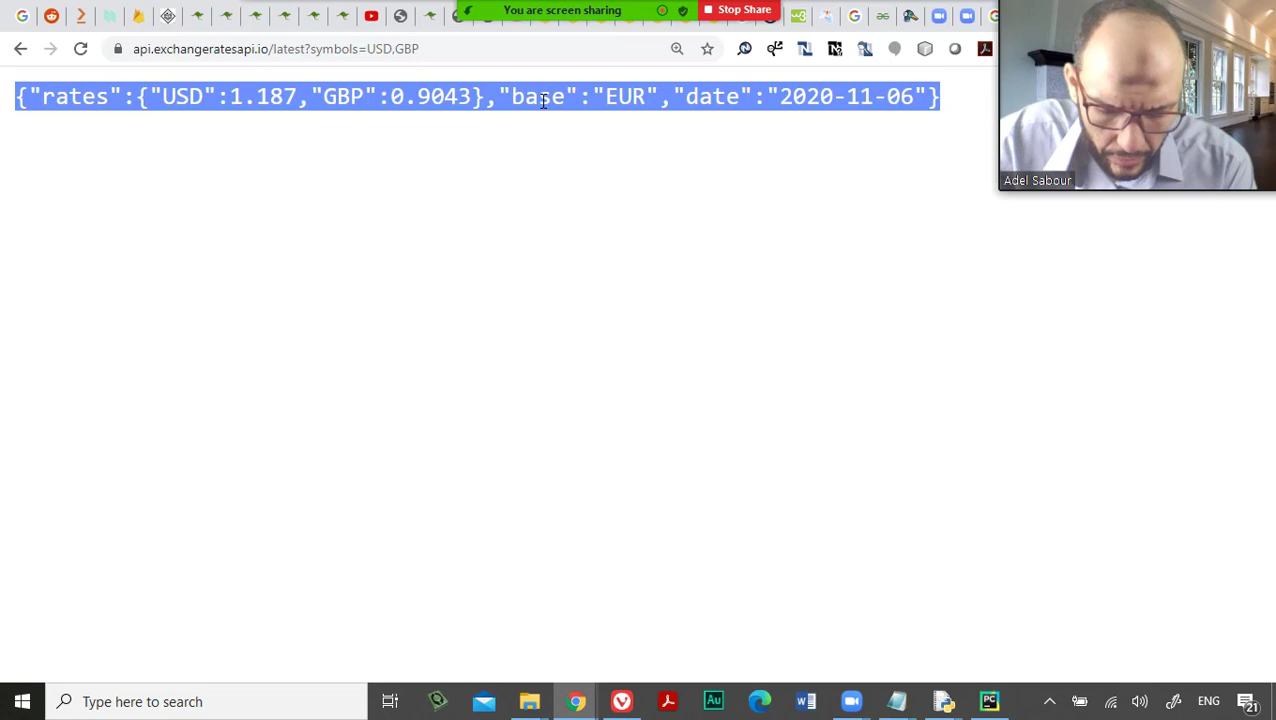 You are screen sharing
Stop Share
api.exchangeratesapi.io/latest?symbols=USD,GBP
{"rates":{"USD":1.187,"GBP":0.9043},"base":"EUR","date":"2020-11-06"}
Adel Sabour
Type here to search
ENG
21